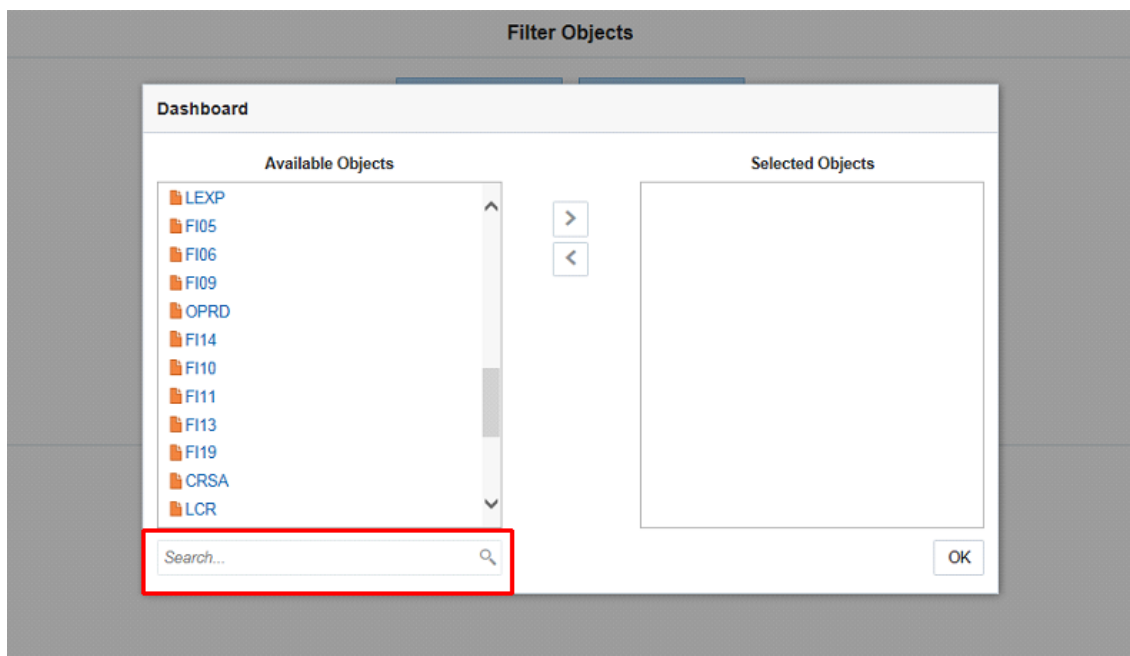 Filter Objects
Dashboard
Available Objects
Selected Objects
LEXP
FI05
FI06
FI09
OPRD
FI14
FI10
FI11
FI13
FI19
CRSA
LCR
Search...
OK